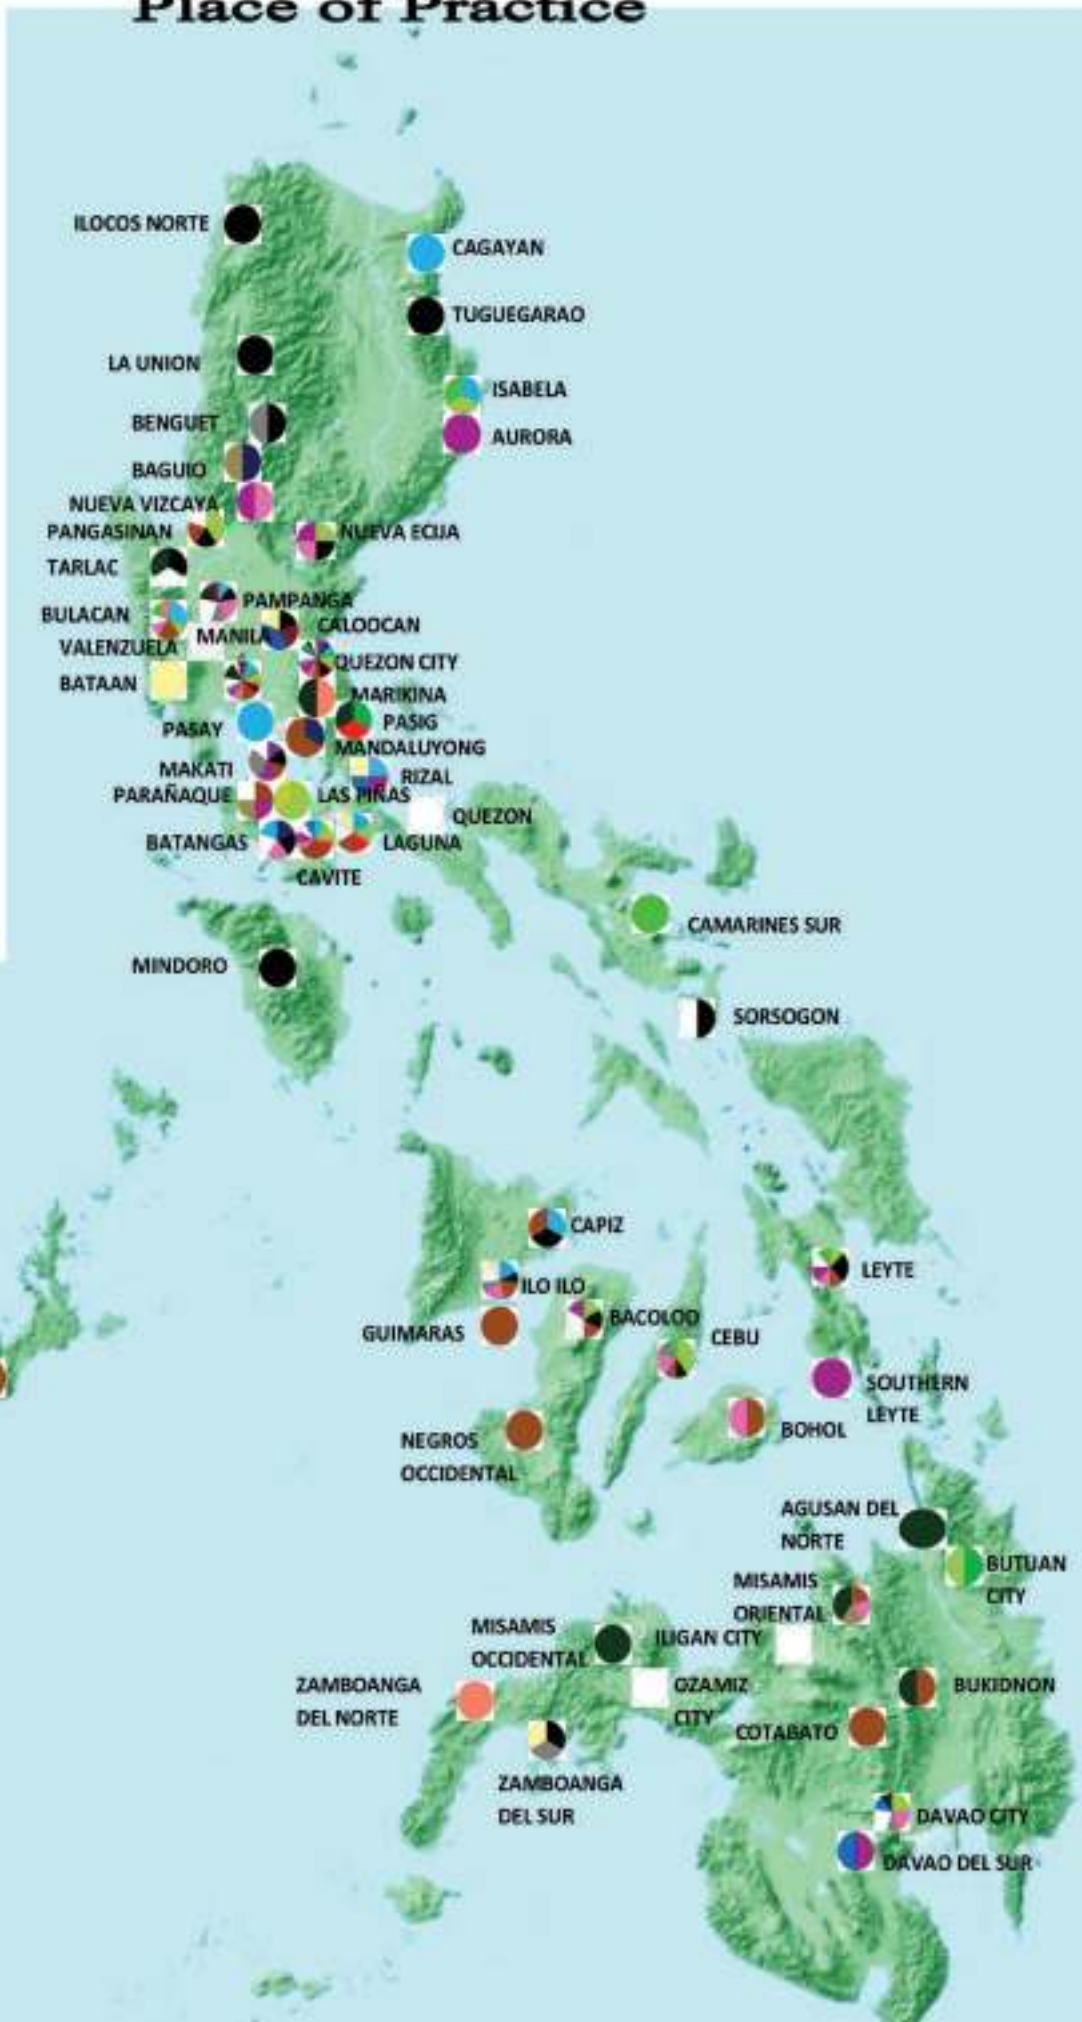 Place of Practice
ILOCOS NORTE
CAGAYAN
TUGUEGARAO
LA UNION
ISABELA
BENGUET
AURORA
BAGUIO
NUEVA VIZCAYA
PANGASINAN
NUEVA ECIJA
TARLAC
PAMPANGA
BULACAN
CALOOCAN
MANILA
VALENZUELA
QUEZON CITY
BATAAN
MARIKINA
PASAY
PASIG
MANDALUYONG
MAKATI
RIZAL
PARAÑAQUE
LAS PIÑAS
QUEZON
BATANGAS
LAGUNA
CAVITE
CAMARINES SUR
MINDORO
SORSOGON
CAPIZ
LEYTE
ILO ILO
BACOLOD
GUIMARAS
CEBU
SOUTHERN
LEYTE
BOHOL
NEGROS
OCCIDENTAL
AGUSAN DEL
NORTE
BUTUAN
CITY
MISAMIS
ORIENTAL
MISAMIS
OCCIDENTAL
ILIGAN CITY
ZAMBOANGA
DEL NORTE
OZAMIZ
CITY
BUKIDNON
COTABATO
ZAMBOANGA
DEL SUR
DAVAO CITY
DAVAO DEL SUR